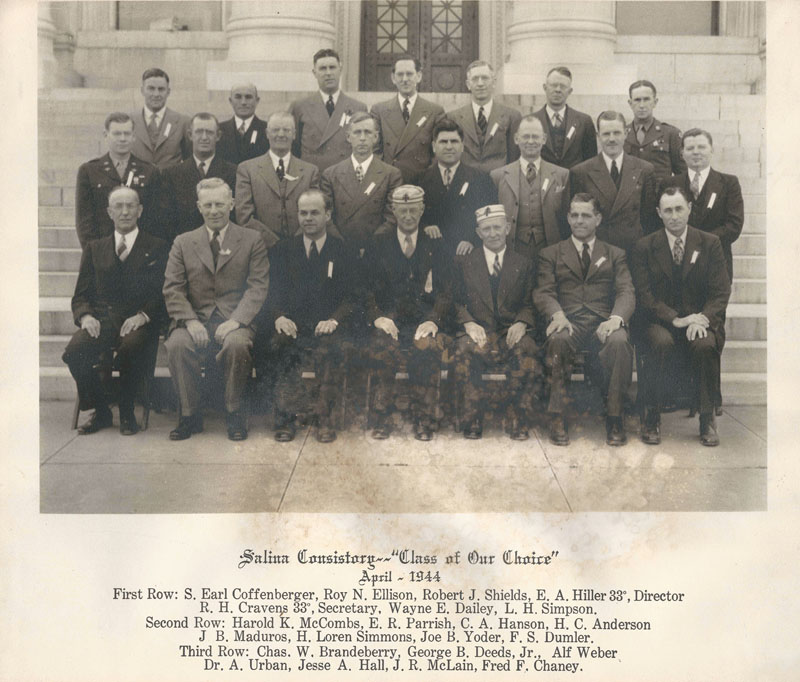 Salina Consistory~~"Class of Our Choice"
April ~ 1944
First Row: S. Earl Coffenberger, Roy N. Ellison, Robert J. Shields, E. A. Hiller 33°, Director
R. H. Cravens 33°, Secretary, Wayne E. Dailey, L. H. Simpson.
Second Row: Harold K. McCombs, E. R. Parrish, C. A. Hanson, H. C. Anderson
J B. Maduros, H. Loren Simmons, Joe B. Yoder, F. S. Dumler.
Third Row: Chas. W. Brandeberry, George B. Deeds, Jr., Alf Weber
Dr. A. Urban, Jesse A. Hall, J. R. McLain, Fred F. Chaney.